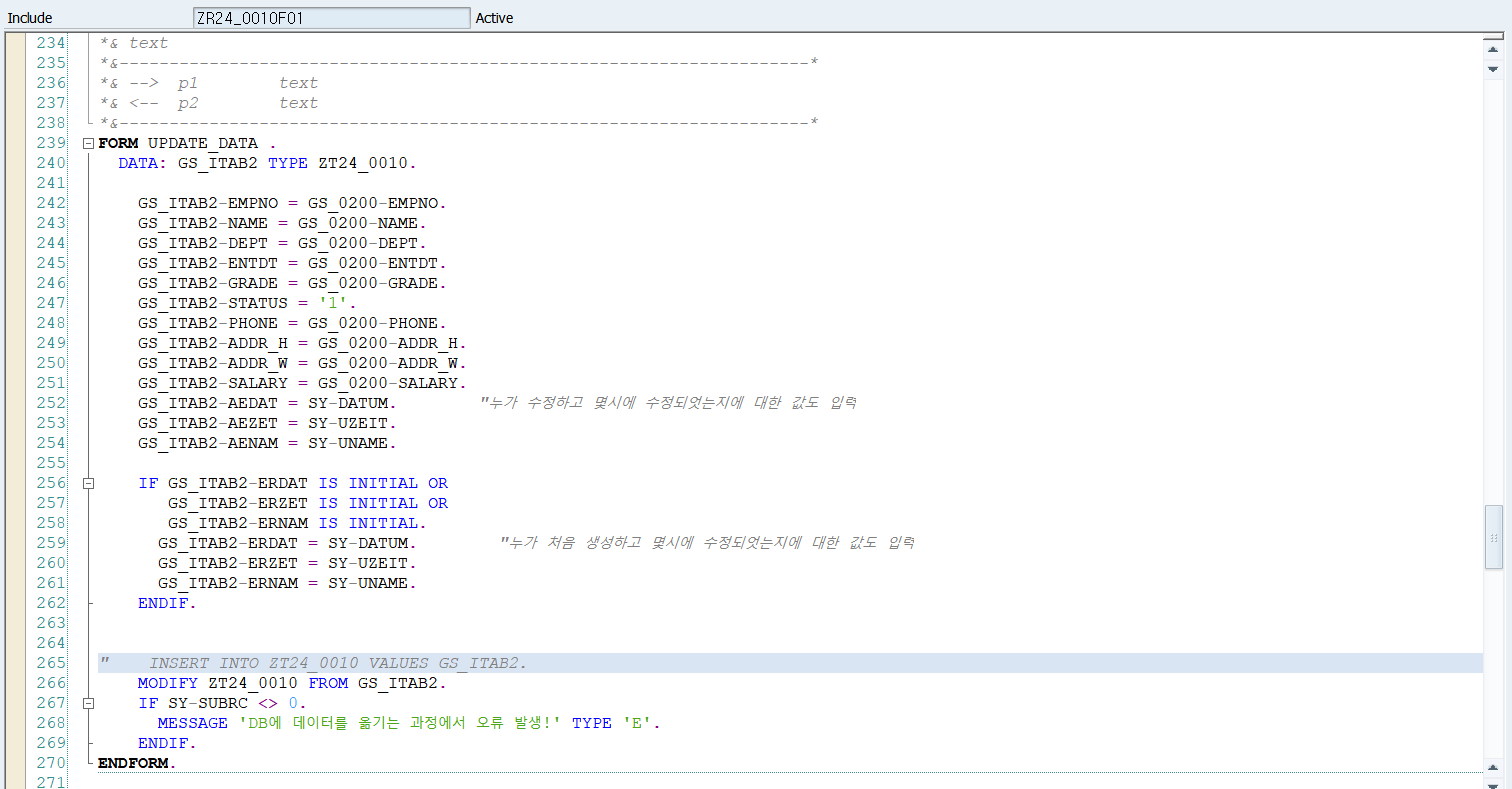 Include ZR24_0010F01 Active
234 *& text
235 *&---------------------------------------------------------------------*
236 *& -->  p1        text
237 *& <--  p2        text
238 *&---------------------------------------------------------------------*
239 FORM UPDATE_DATA .
240   DATA: GS_ITAB2 TYPE ZT24_0010.
241
242     GS_ITAB2-EMPNO = GS_0200-EMPNO.
243     GS_ITAB2-NAME = GS_0200-NAME.
244     GS_ITAB2-DEPT = GS_0200-DEPT.
245     GS_ITAB2-ENTDT = GS_0200-ENTDT.
246     GS_ITAB2-GRADE = GS_0200-GRADE.
247     GS_ITAB2-STATUS = '1'.
248     GS_ITAB2-PHONE = GS_0200-PHONE.
249     GS_ITAB2-ADDR_H = GS_0200-ADDR_H.
250     GS_ITAB2-ADDR_W = GS_0200-ADDR_W.
251     GS_ITAB2-SALARY = GS_0200-SALARY.
252     GS_ITAB2-AEDAT = SY-DATUM.        "누가 수정하고 몇시에 수정되엇는지에 대한 값도 입력
253     GS_ITAB2-AEZET = SY-UZEIT.
254     GS_ITAB2-AENAM = SY-UNAME.
255
256     IF GS_ITAB2-ERDAT IS INITIAL OR
257        GS_ITAB2-ERZET IS INITIAL OR
258        GS_ITAB2-ERNAM IS INITIAL.
259       GS_ITAB2-ERDAT = SY-DATUM.        "누가 처음 생성하고 몇시에 수정되엇는지에 대한 값도 입력
260       GS_ITAB2-ERZET = SY-UZEIT.
261       GS_ITAB2-ERNAM = SY-UNAME.
262     ENDIF.
263
264
265 "    INSERT INTO ZT24_0010 VALUES GS_ITAB2.
266     MODIFY ZT24_0010 FROM GS_ITAB2.
267     IF SY-SUBRC <> 0.
268       MESSAGE 'DB에 데이터를 옮기는 과정에서 오류 발생!' TYPE 'E'.
269     ENDIF.
270 ENDFORM.
271